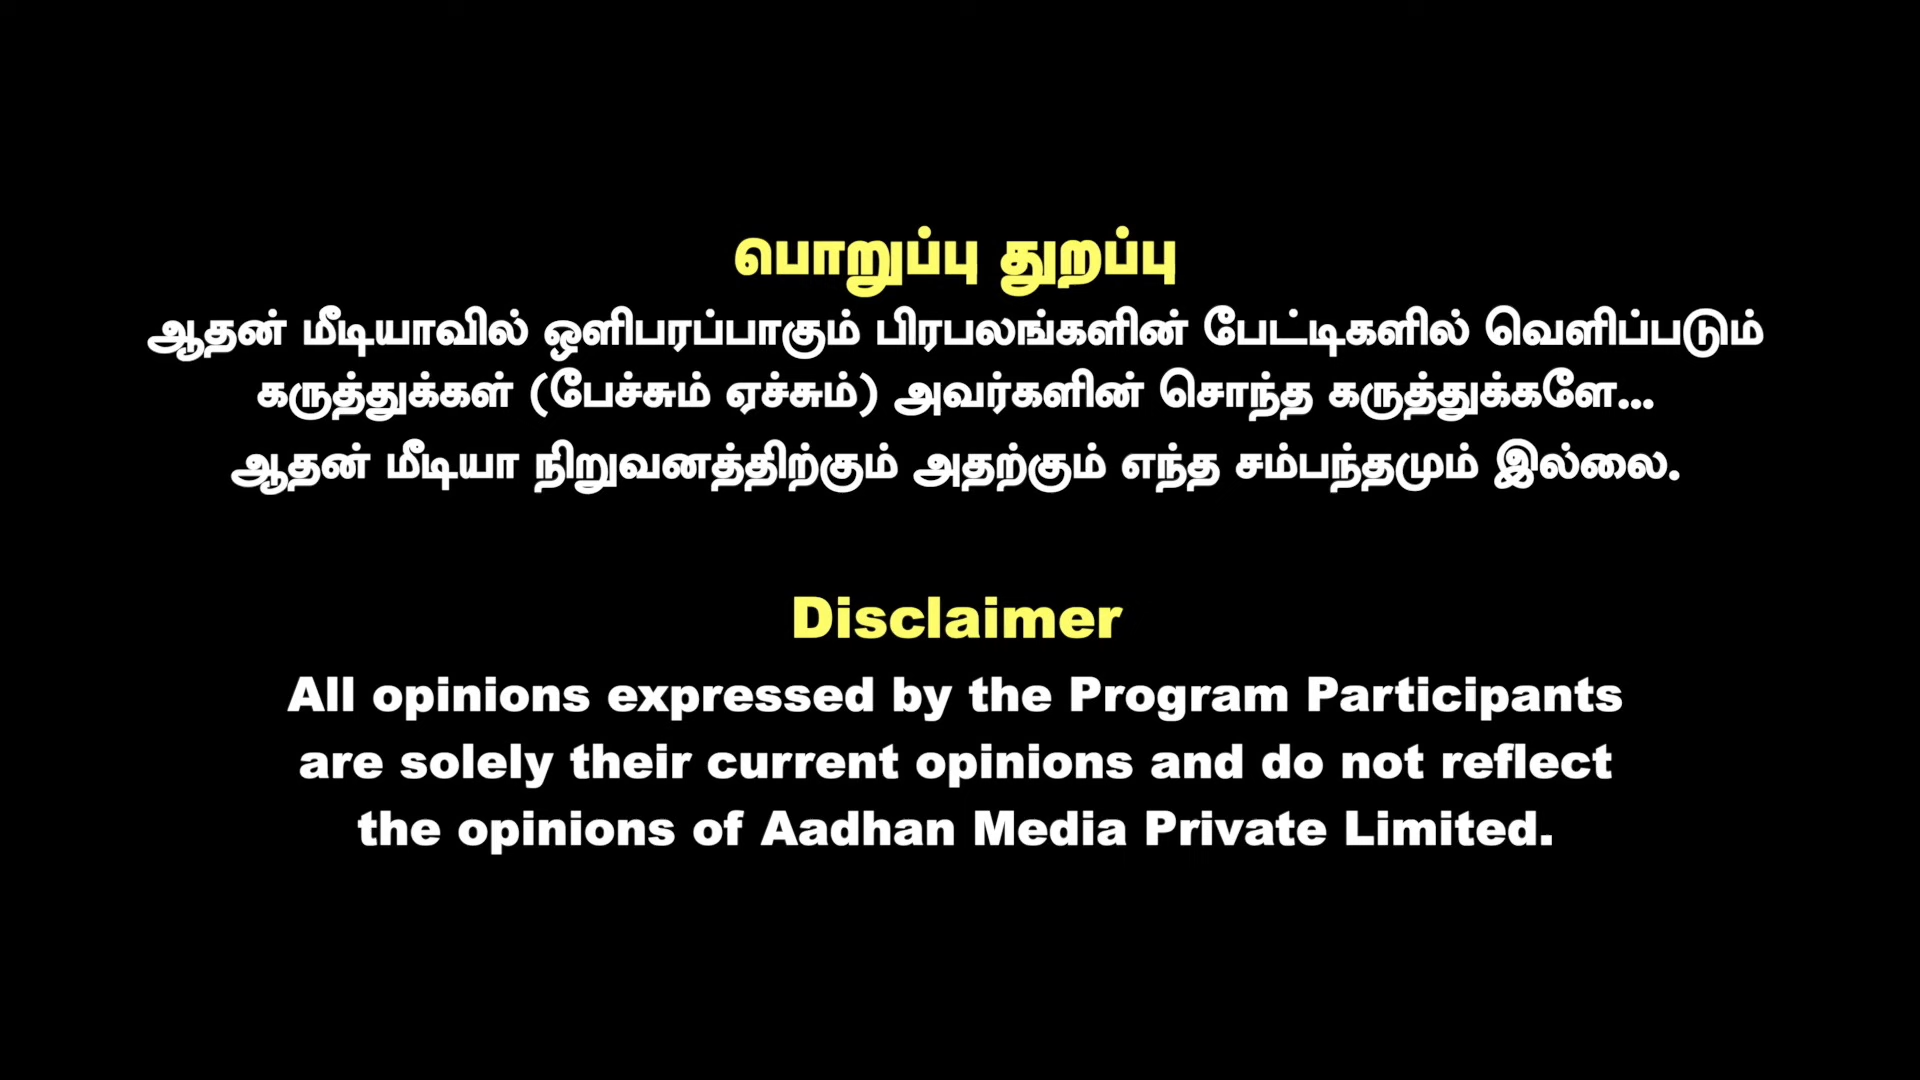 பொறுப்பு துறப்பு
ஆதன் மீடியாவில் ஒளிபரப்பாகும் பிரபலங்களின் பேட்டிகளில் வெளிப்படும்
கருத்துக்கள் (பேச்சும் ஏச்சும்) அவர்களின் சொந்த கருத்துக்களே...
ஆதன் மீடியா நிறுவனத்திற்கும் அதற்கும் எந்த சம்பந்தமும் இல்லை.
Disclaimer
All opinions expressed by the Program Participants
are solely their current opinions and do not reflect
the opinions of Aadhan Media Private Limited.